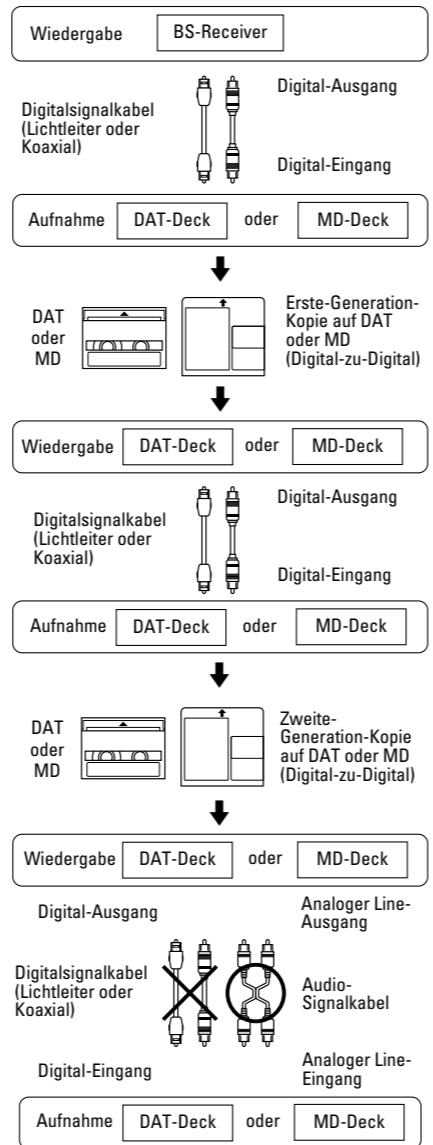 Wiedergabe BS-Receiver
Digitalsignalkabel
(Lichtleiter oder
Koaxial)
Digital-Ausgang
Digital-Eingang
Aufnahme DAT-Deck oder MD-Deck
DAT
oder
MD
Erste-Generation-
Kopie auf DAT
oder MD
(Digital-zu-Digital)
Wiedergabe DAT-Deck oder MD-Deck
Digitalsignalkabel
(Lichtleiter oder
Koaxial)
Digital-Ausgang
Digital-Eingang
Aufnahme DAT-Deck oder MD-Deck
DAT
oder
MD
Zweite-
Generation-Kopie
auf DAT oder MD
(Digital-zu-Digital)
Wiedergabe DAT-Deck oder MD-Deck
Digital-Ausgang
Analoger Line-
Ausgang
Digitalsignalkabel
(Lichtleiter oder
Koaxial)
Audio-
Signalkabel
Digital-Eingang
Analoger Line-
Eingang
Aufnahme DAT-Deck oder MD-Deck